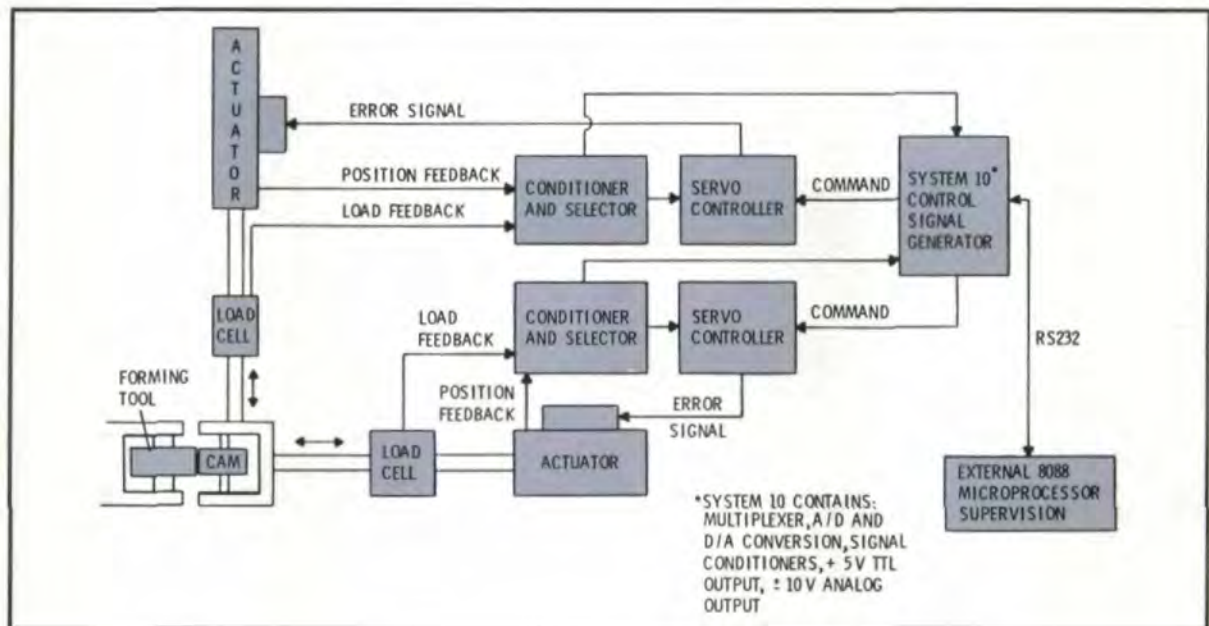 ACTUATOR
ERROR SIGNAL
POSITION FEEDBACK
LOAD FEEDBACK
CONDITIONER
AND SELECTOR
SERVO
CONTROLLER
COMMAND
SYSTEM 10*
CONTROL
SIGNAL
GENERATOR
LOAD
CELL
LOAD
FEEDBACK
CONDITIONER
AND SELECTOR
SERVO
CONTROLLER
COMMAND
RS232
FORMING
TOOL
POSITION
FEEDBACK
ERROR
SIGNAL
CAM
LOAD
CELL
ACTUATOR
EXTERNAL 8088
MICROPROCESSOR
SUPERVISION
*SYSTEM 10 CONTAINS:
MULTIPLEXER, A/D AND
D/A CONVERSION, SIGNAL
CONDITIONERS, + 5V TTL
OUTPUT, ± 10V ANALOG
OUTPUT